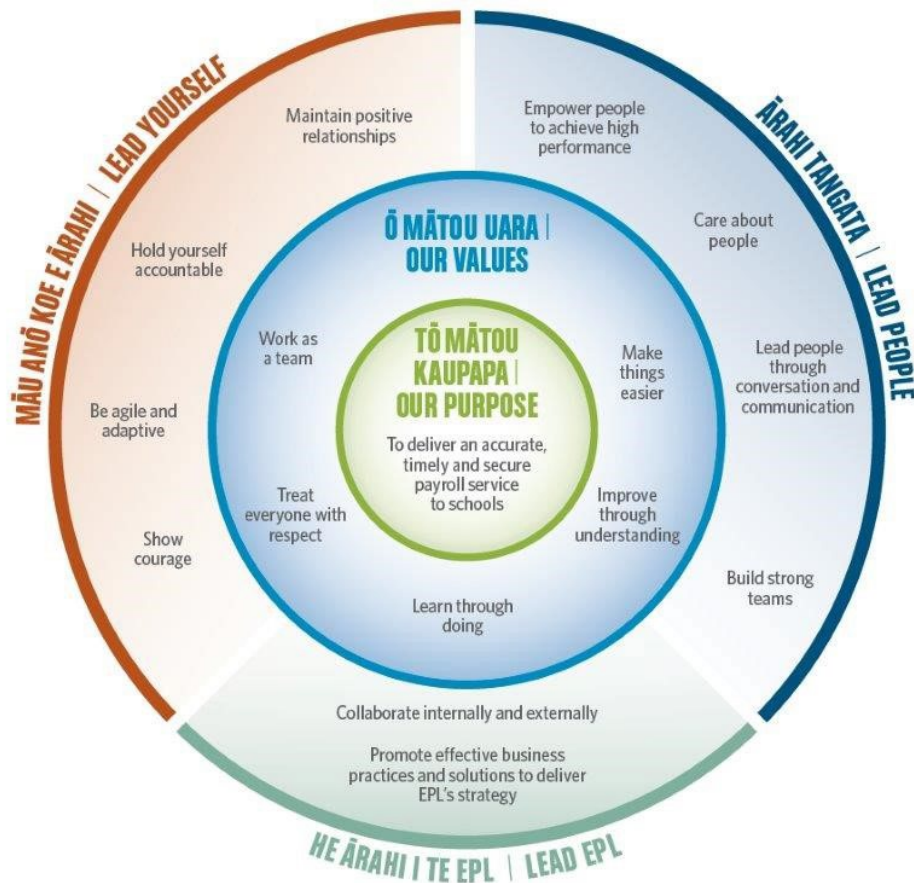 MĀU ANŌ KOE E ĀRAHI | LEAD YOURSELF
Maintain positive
relationships
Hold yourself
accountable
Be agile and
adaptive
Show
courage
ĀRAHI TANGATA | LEAD PEOPLE
Empower people
to achieve high
performance
Care about
people
Lead people
through
conversation and
communication
Build strong
teams
Ō MĀTOU UARA |
OUR VALUES
Work as
a team
Treat
everyone with
respect
Learn through
doing
Make
things
easier
Improve
through
understanding
TŌ MĀTOU
KAUPAPA |
OUR PURPOSE
To deliver an accurate,
timely and secure
payroll service
to schools
Collaborate internally and externally
Promote effective business
practices and solutions to deliver
EPL's strategy
HE ĀRAHI I TE EPL | LEAD EPL